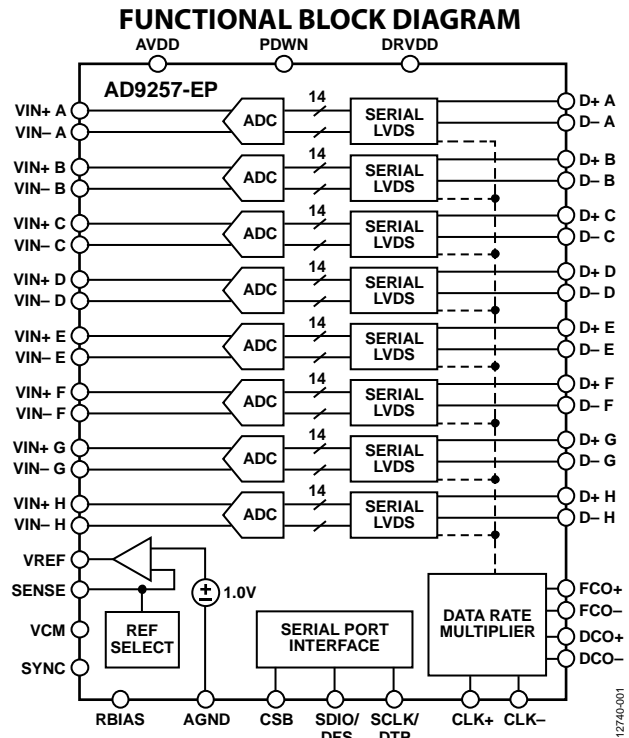 FUNCTIONAL BLOCK DIAGRAM
AVDD PDWN DRVDD
AD9257-EP
VIN+ A ADC 14 SERIAL LVDS D+ A
VIN– A D– A
VIN+ B ADC 14 SERIAL LVDS D+ B
VIN– B D– B
VIN+ C ADC 14 SERIAL LVDS D+ C
VIN– C D– C
VIN+ D ADC 14 SERIAL LVDS D+ D
VIN– D D– D
VIN+ E ADC 14 SERIAL LVDS D+ E
VIN– E D– E
VIN+ F ADC 14 SERIAL LVDS D+ F
VIN– F D– F
VIN+ G ADC 14 SERIAL LVDS D+ G
VIN– G D– G
VIN+ H ADC 14 SERIAL LVDS D+ H
VIN– H D– H
VREF
SENSE
VCM
SYNC
REF
SELECT
± 1.0V
SERIAL PORT
INTERFACE
DATA RATE
MULTIPLIER
FCO+
FCO–
DCO+
DCO–
RBIAS AGND CSB SDIO/ SCLK/ CLK+ CLK–
DFS DTP
12740-001